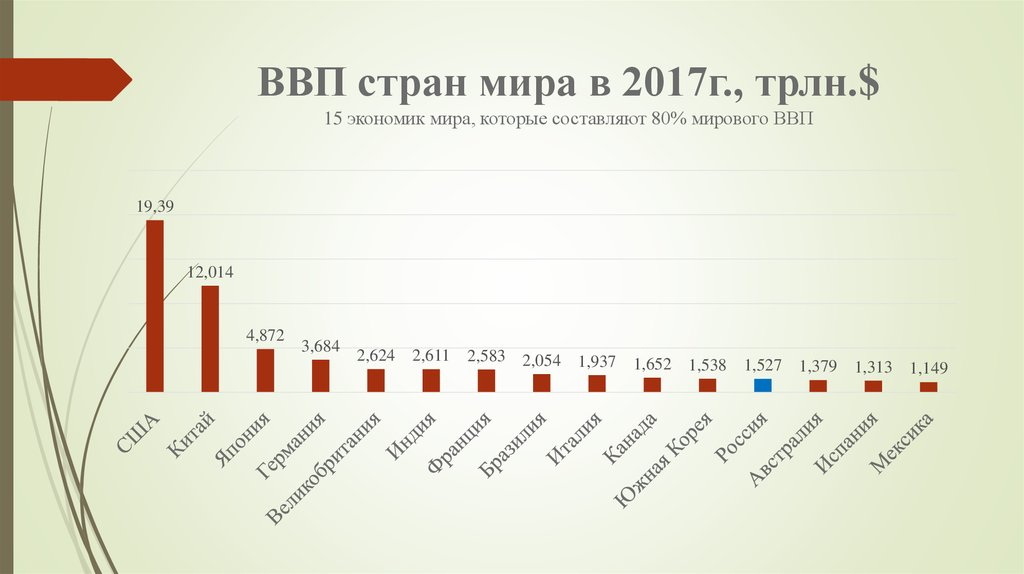 ВВП стран мира в 2017г., трлн.$
15 экономик мира, которые составляют 80% мирового ВВП
19,39
12,014
4,872
3,684
2,624
2,611
2,583
2,054
1,937
1,652
1,538
1,527
1,379
1,313
1,149
США
Китай
Япония
Германия
Великобритания
Индия
Франция
Бразилия
Италия
Канада
Южная Корея
Россия
Австралия
Испания
Мексика